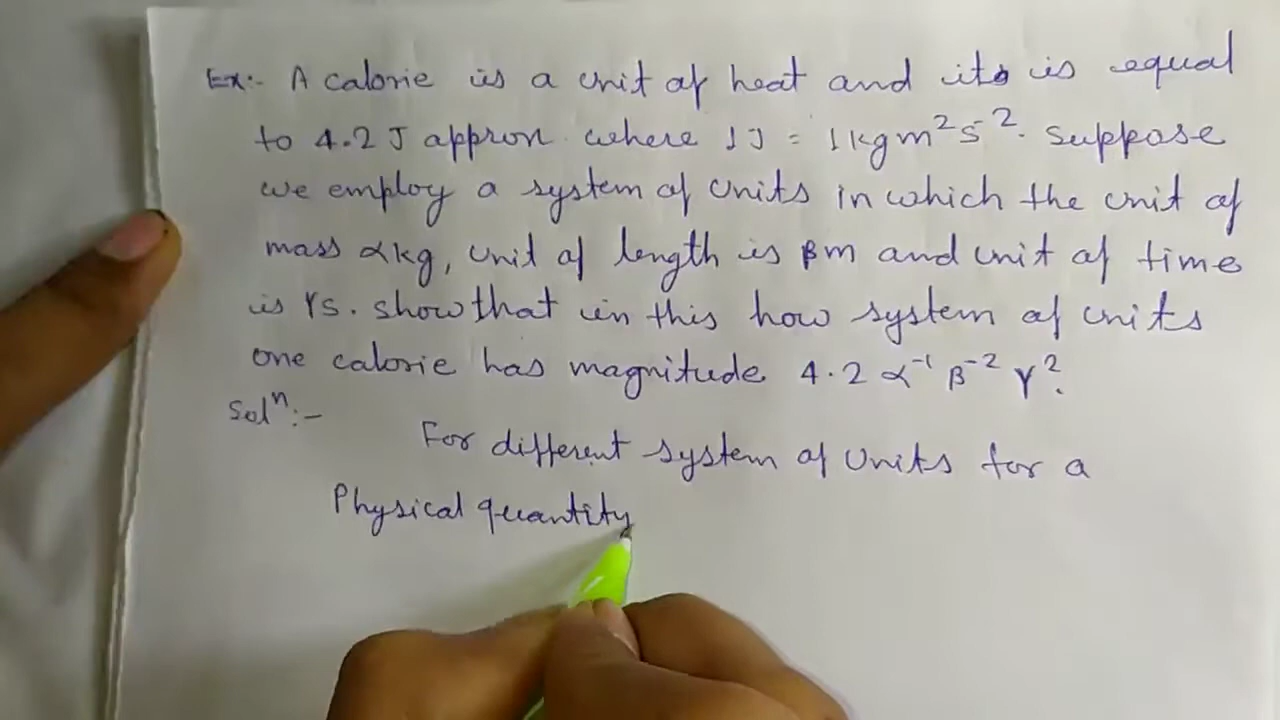 Ex:- A calorie is a unit of heat and its is equal
to 4.2 J approx. where 1J = 1kgm²s⁻². Suppose
we employ a system of units in which the unit of
mass αkg, unit of length is βm and unit of time
is γs. show that in this how system of units
one calorie has magnitude 4.2 α⁻¹ β⁻² γ²?
Solⁿ:-
For different system of units for a
Physical quantity